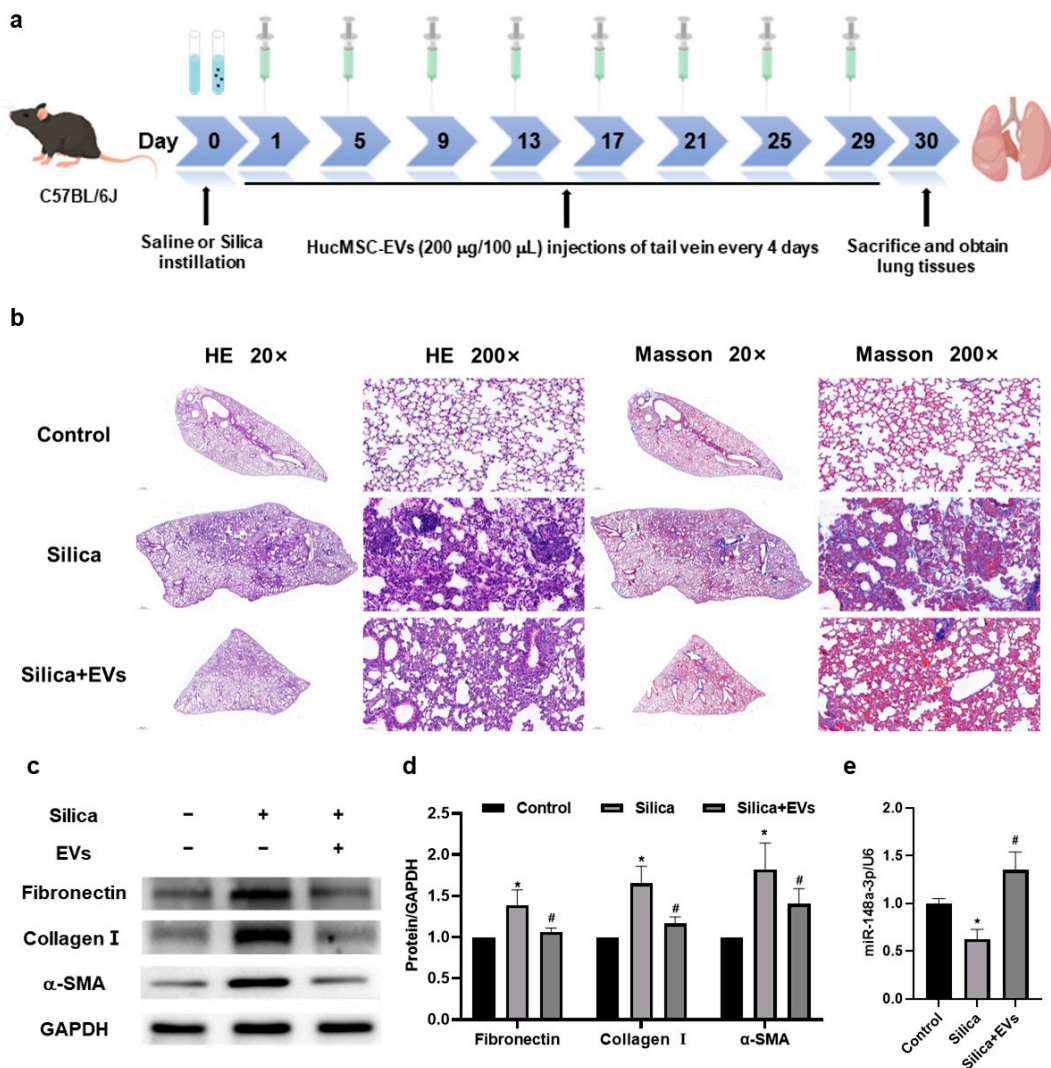 a
Day 0 1 5 9 13 17 21 25 29 30
C57BL/6J
Saline or Silica
instillation
HucMSC-EVs (200 μg/100 μL) injections of tail vein every 4 days
Sacrifice and obtain
lung tissues
b
HE 20× HE 200× Masson 20× Masson 200×
Control
Silica
Silica+EVs
c
Silica − + +
EVs − − +
Fibronectin
Collagen I
α-SMA
GAPDH
d
Control Silica Silica+EVs
Protein/GAPDH
2.5
2.0
1.5
1.0
0.5
0.0
* # * # * #
Fibronectin Collagen I α-SMA
e
miR-148a-3p/U6
2.0
1.5
1.0
0.5
0.0
* #
Control Silica Silica+EVs